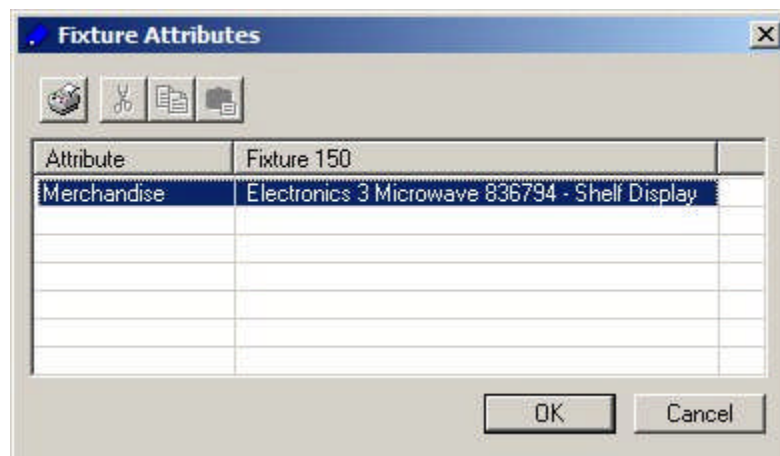 Fixture Attributes
Attribute Fixture 150
Merchandise Electronics 3 Microwave 836794 - Shelf Display
OK Cancel